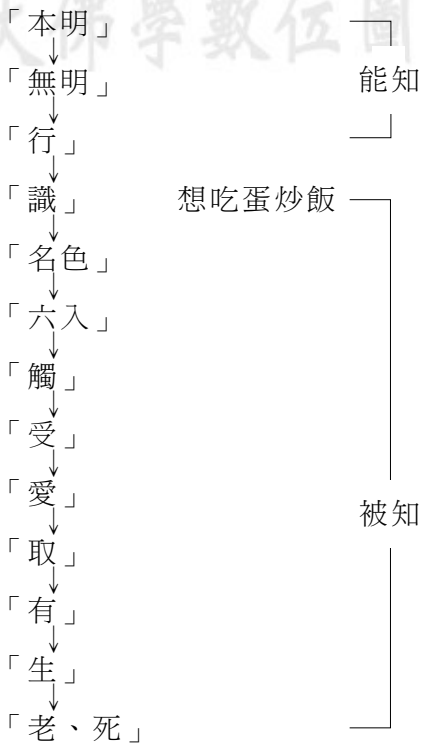 「本明」
「無明」
能知
「行」
「識」 想吃蛋炒飯
「名色」
「六入」
「觸」
「受」
「愛」
被知
「取」
「有」
「生」
「老、死」